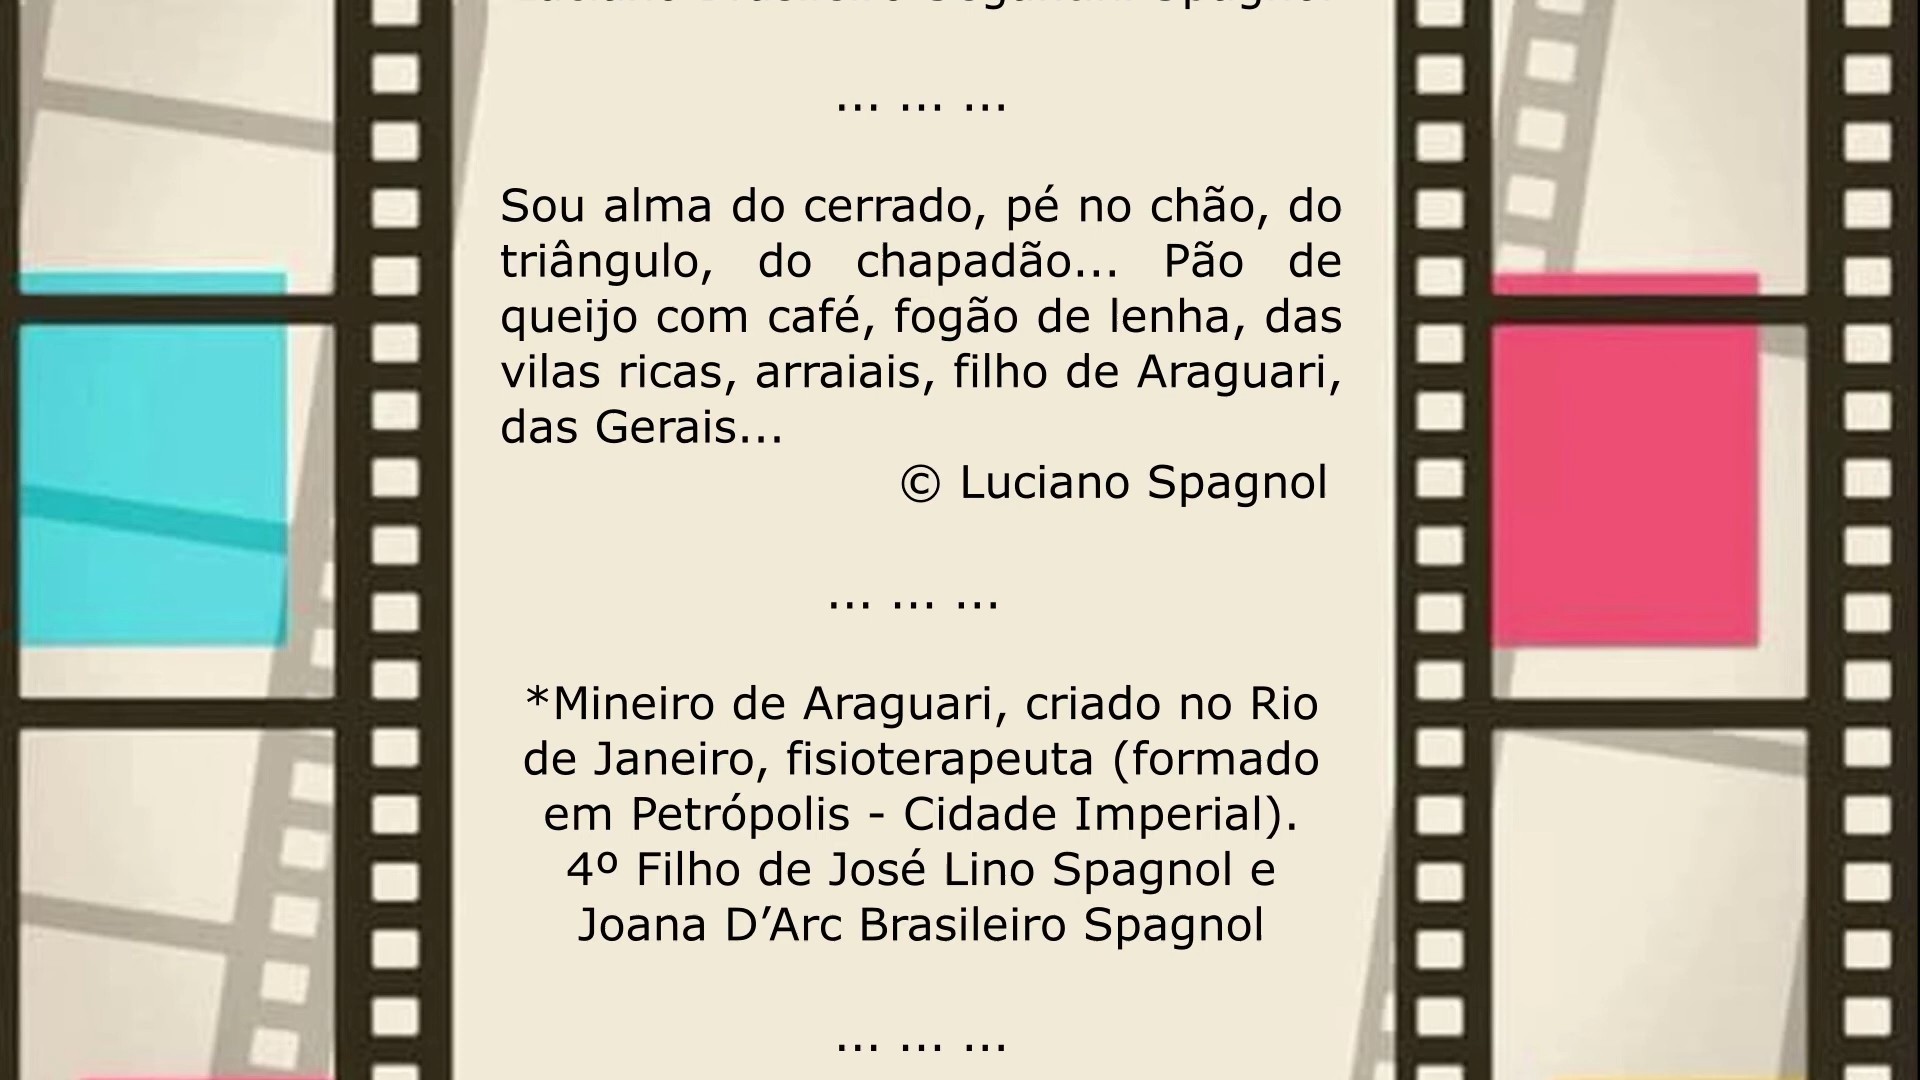 ... ... ...
Sou alma do cerrado, pé no chão, do
triângulo, do chapadão... Pão de
queijo com café, fogão de lenha, das
vilas ricas, arraiais, filho de Araguari,
das Gerais...
© Luciano Spagnol
... ... ...
*Mineiro de Araguari, criado no Rio
de Janeiro, fisioterapeuta (formado
em Petrópolis - Cidade Imperial).
4º Filho de José Lino Spagnol e
Joana D’Arc Brasileiro Spagnol
... ... ...